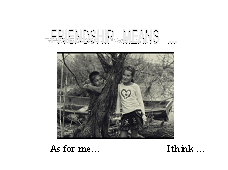 FRIENDSHIP MEANS ...
As for me... I think ...